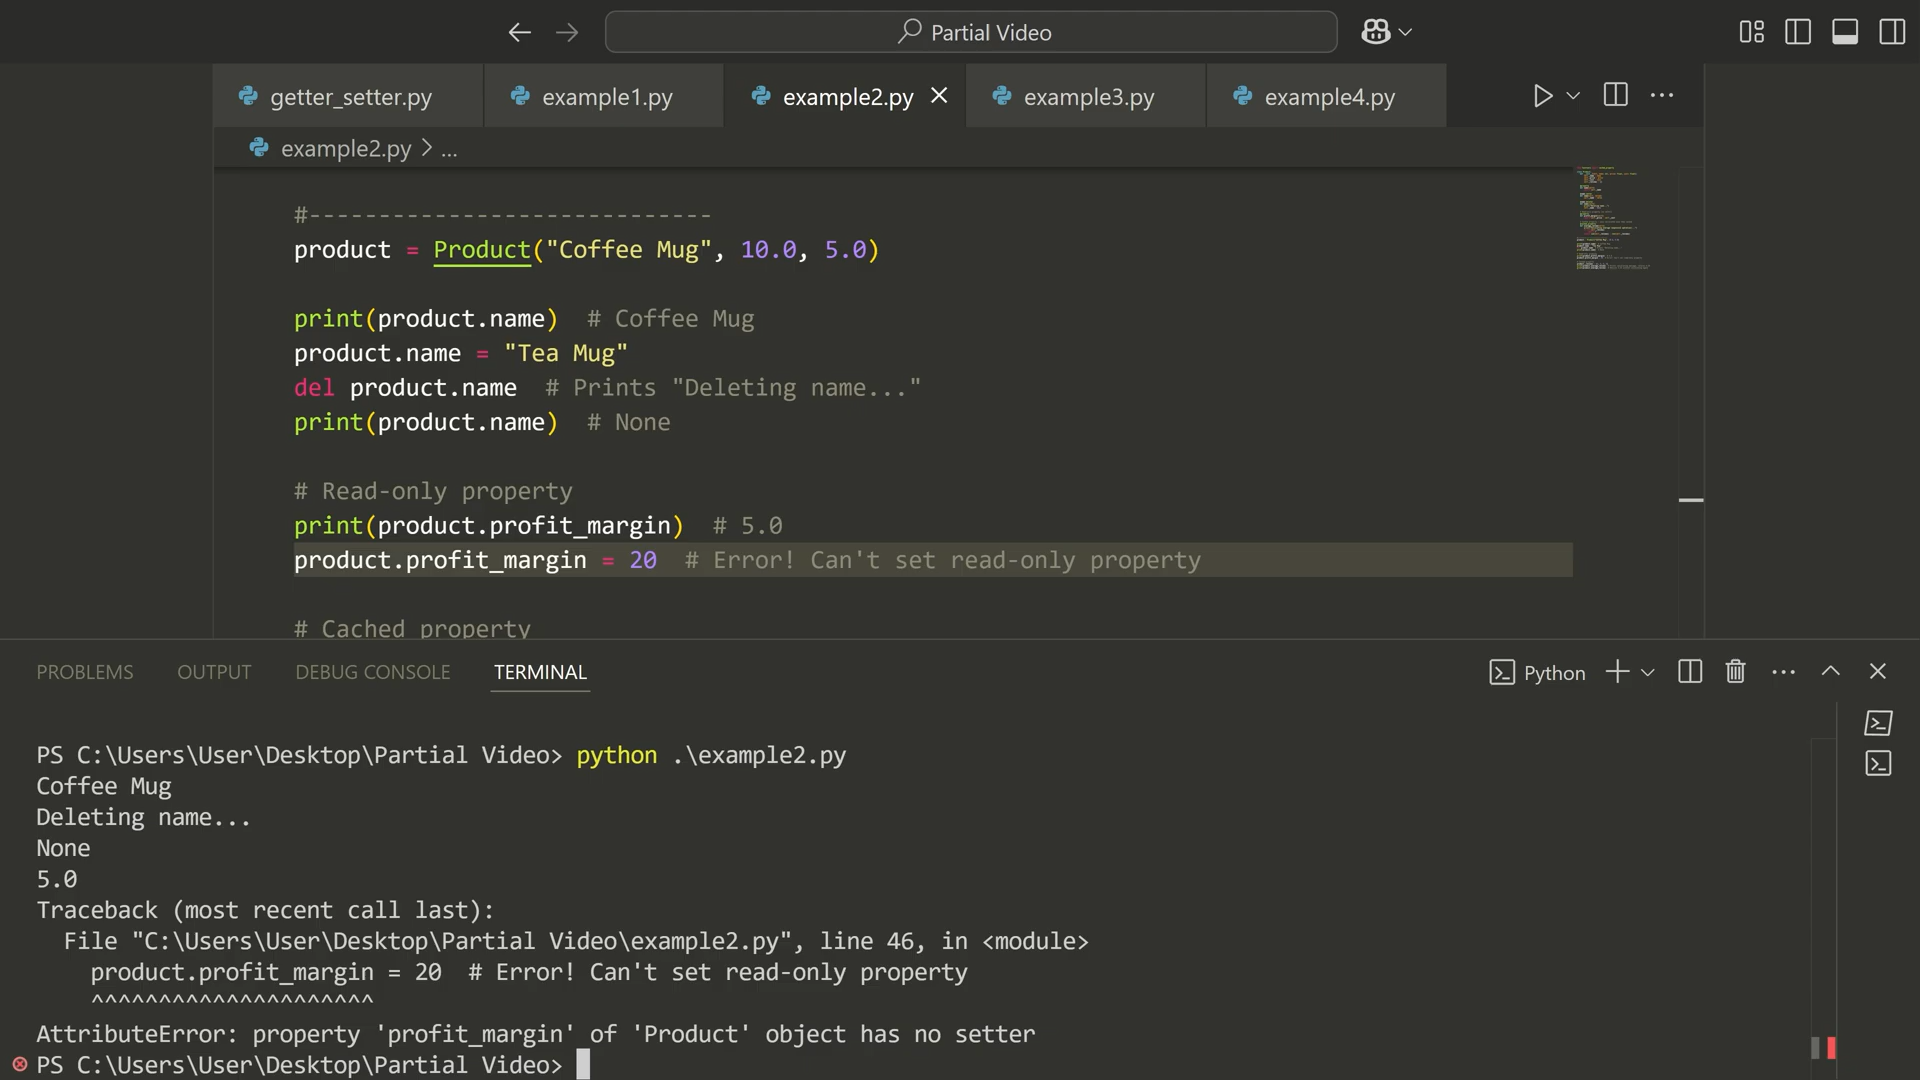 Partial Video
getter_setter.py
example1.py
example2.py
example3.py
example4.py
example2.py > ...
#-----------------------------
product = Product("Coffee Mug", 10.0, 5.0)
print(product.name)  # Coffee Mug
product.name = "Tea Mug"
del product.name  # Prints "Deleting name..."
print(product.name)  # None
# Read-only property
print(product.profit_margin)  # 5.0
product.profit_margin = 20  # Error! Can't set read-only property
# Cached property
PROBLEMS OUTPUT DEBUG CONSOLE TERMINAL
Python
PS C:\Users\User\Desktop\Partial Video> python .\example2.py
Coffee Mug
Deleting name...
None
5.0
Traceback (most recent call last):
  File "C:\Users\User\Desktop\Partial Video\example2.py", line 46, in <module>
    product.profit_margin = 20  # Error! Can't set read-only property
    ^^^^^^^^^^^^^^^^^^^^^
AttributeError: property 'profit_margin' of 'Product' object has no setter
PS C:\Users\User\Desktop\Partial Video>